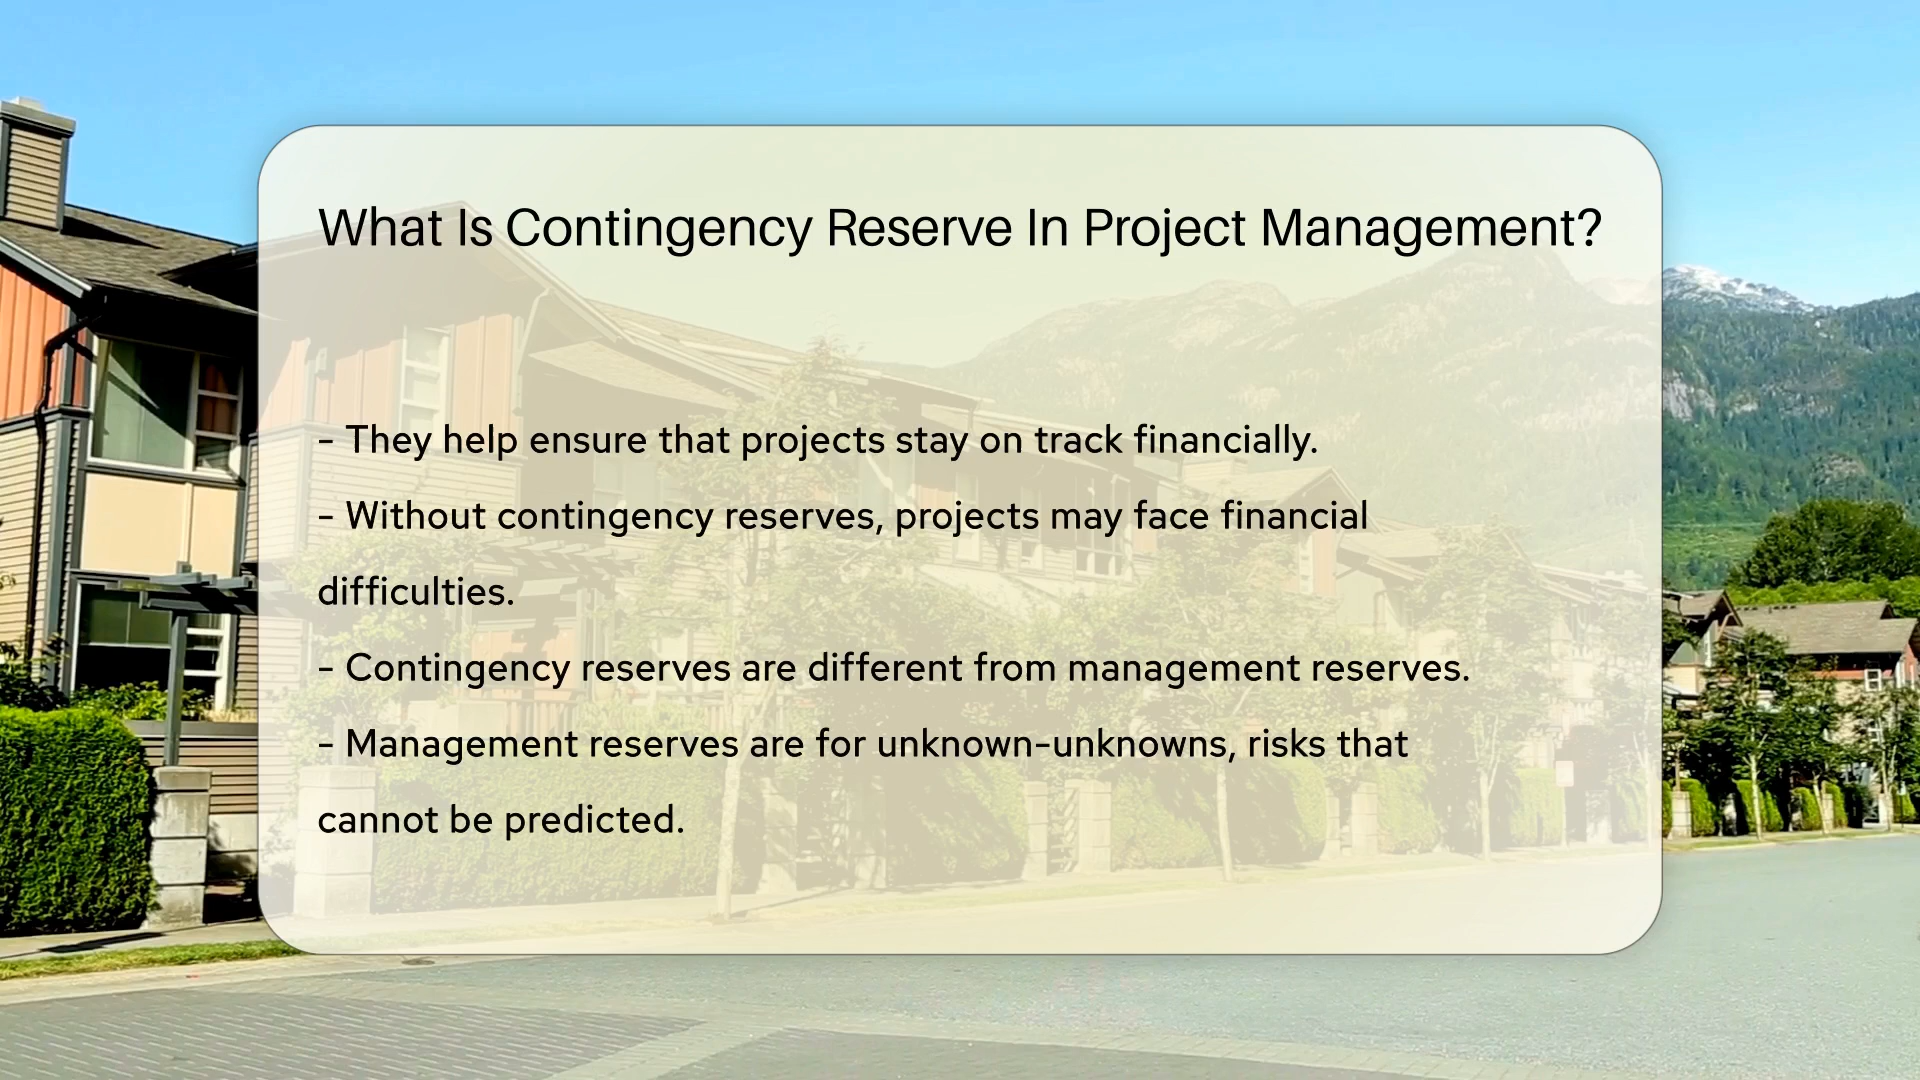 What Is Contingency Reserve In Project Management?
- They help ensure that projects stay on track financially.
- Without contingency reserves, projects may face financial
difficulties.
- Contingency reserves are different from management reserves.
- Management reserves are for unknown-unknowns, risks that
cannot be predicted.